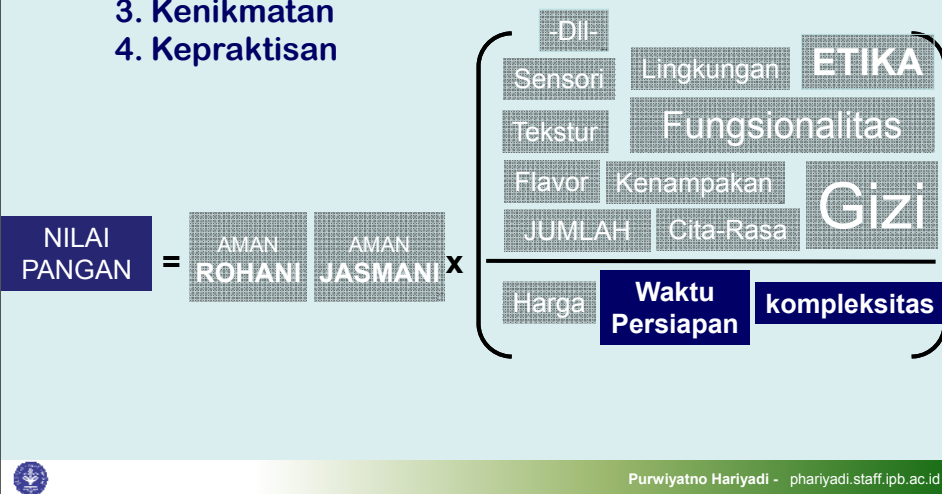 3. Kenikmatan
4. Kepraktisan
-Dll-
Sensori Lingkungan ETIKA
Tekstur Fungsionalitas
Flavor Kenampakan Gizi
JUMLAH Cita-Rasa
NILAI PANGAN = AMAN ROHANI AMAN JASMANI x
Harga Waktu Persiapan kompleksitas
Purwiyatno Hariyadi - phariyadi.staff.ipb.ac.id